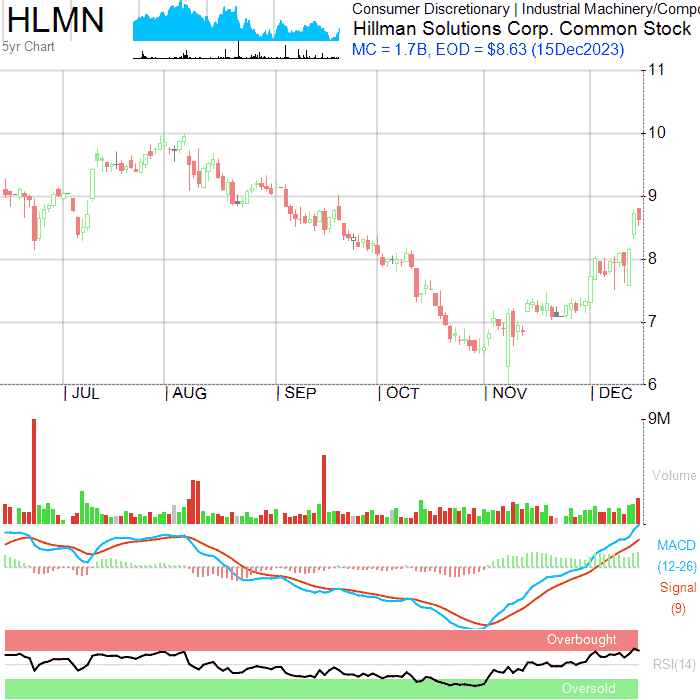 HLMN
5yr Chart
Consumer Discretionary | Industrial Machinery/Compo
Hillman Solutions Corp. Common Stock
MC = 1.7B, EOD = $8.63 (15Dec2023)
11
10
9
8
7
6
| JUL | AUG | SEP | OCT | NOV | DEC
9M
Volume
MACD
(12-26)
Signal
(9)
Overbought
RSI(14)
Oversold